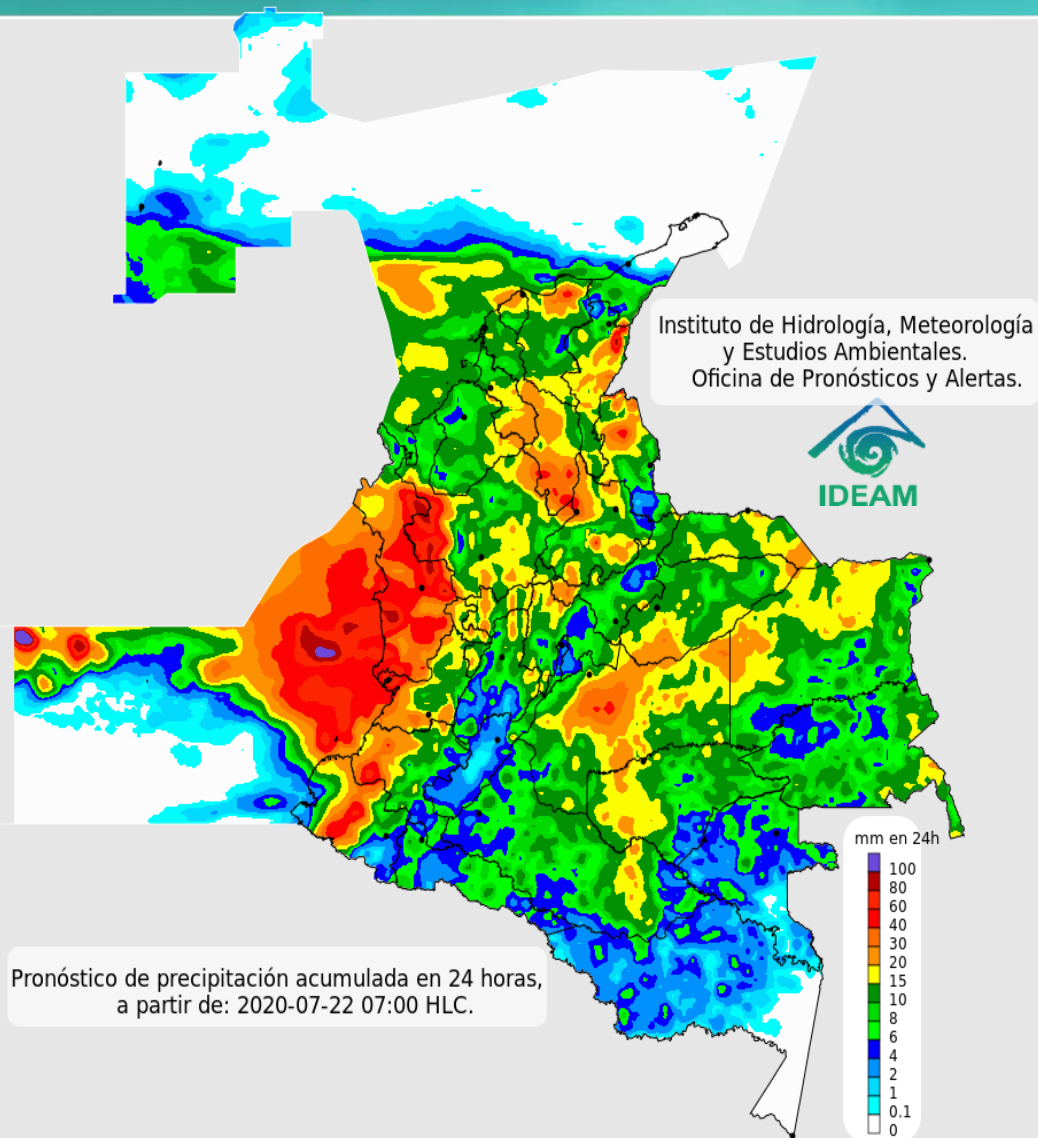 Instituto de Hidrología, Meteorología
y Estudios Ambientales.
Oficina de Pronósticos y Alertas.
IDEAM
mm en 24h
100
80
60
40
30
20
15
10
8
6
4
2
1
0.1
0
Pronóstico de precipitación acumulada en 24 horas,
a partir de: 2020-07-22 07:00 HLC.